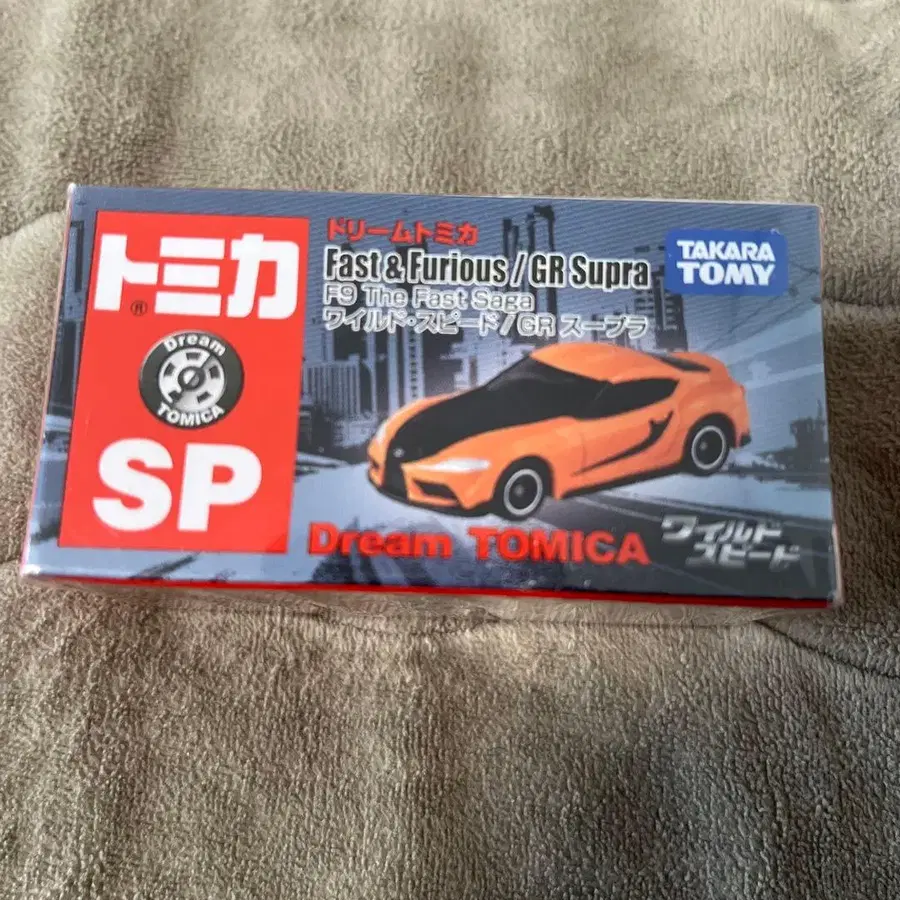 トミカ
®
Dream
TOMICA
SP
ドリームトミカ
Fast & Furious / GR Supra
F9 The Fast Saga
ワイルド・スピード/GR スープラ
TAKARA
TOMY
Dream TOMICA
ワイルド
スピード